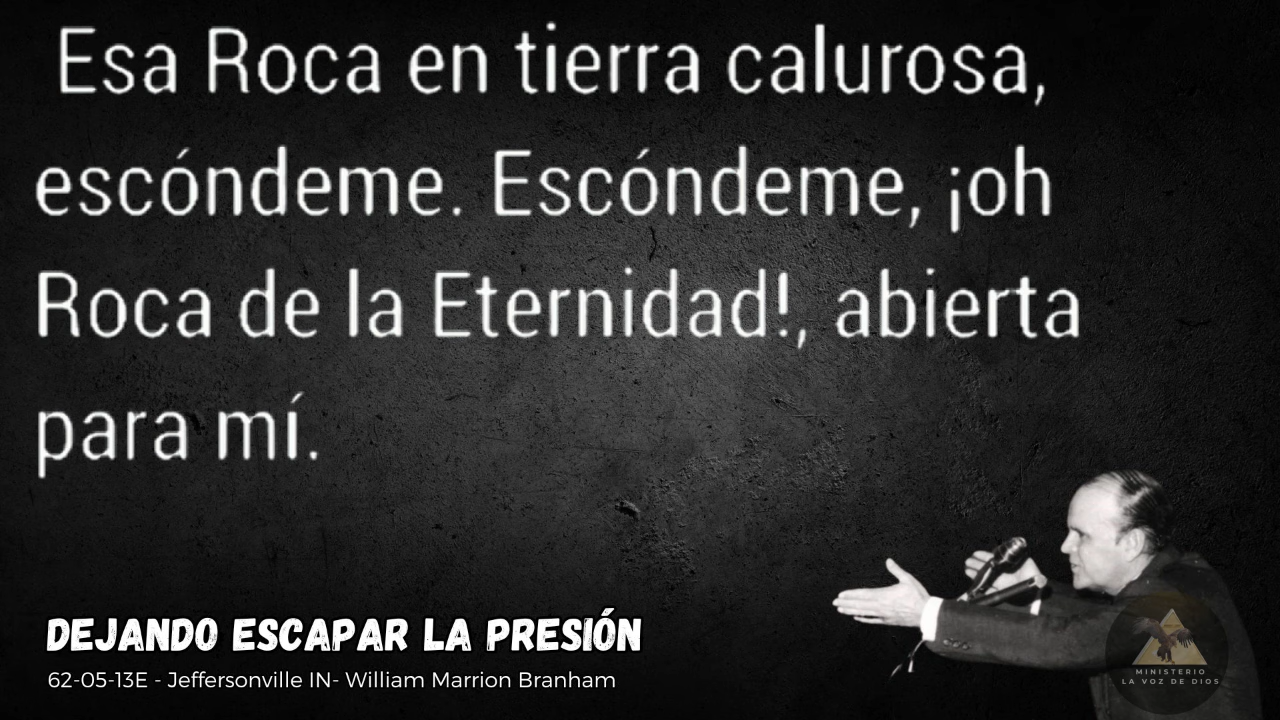 Esa Roca en tierra calurosa,
escóndeme. Escóndeme, ¡oh
Roca de la Eternidad!, abierta
para mí.
DEJANDO ESCAPAR LA PRESIÓN
62-05-13E - Jeffersonville IN- William Marrion Branham
MINISTERIO
LA VOZ DE DIOS